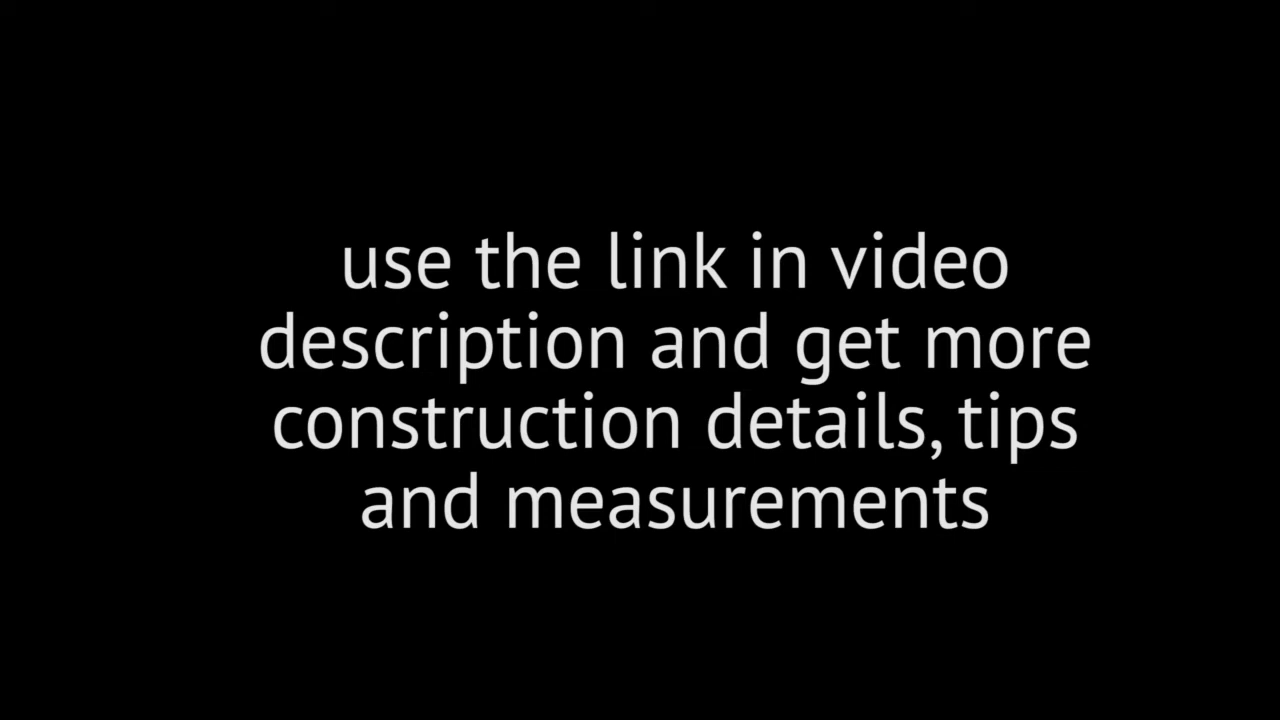 use the link in video
description and get more
construction details, tips
and measurements